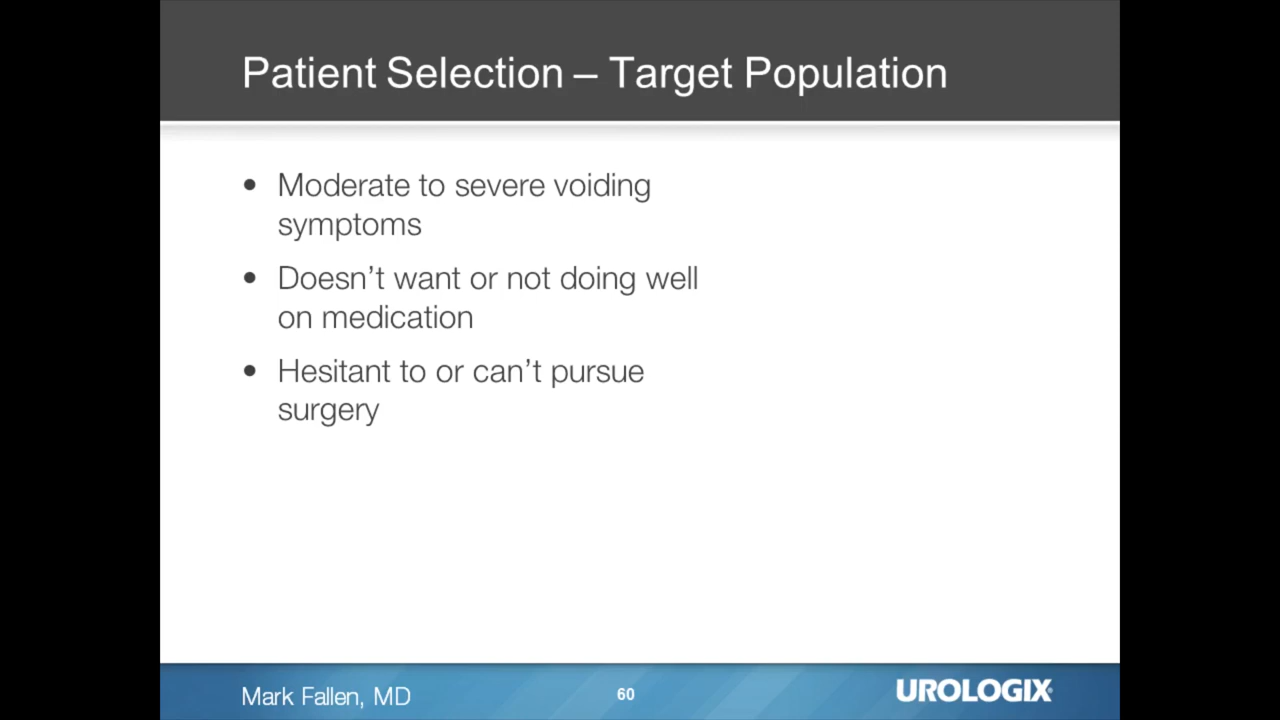 Patient Selection – Target Population
• Moderate to severe voiding
symptoms
• Doesn’t want or not doing well
on medication
• Hesitant to or can’t pursue
surgery
Mark Fallen, MD
60
UROLOGIX